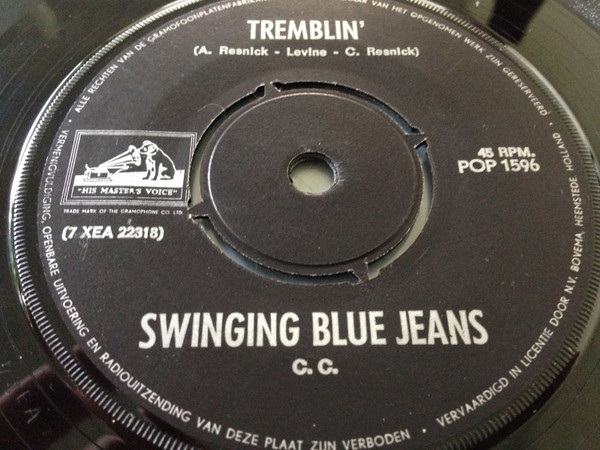 TREMBLIN'
(A. Resnick - Levine - C. Resnick)
"HIS MASTER'S VOICE"
TRADE MARK OF THE GRAMOPHONE CO. LTD.
(7 XEA 22318)
45 RPM.
POP 1596
SWINGING BLUE JEANS
C. C.
ALLE RECHTEN VAN DE GRAMOFOONPLATENFABRIK
VAN HET OPGENOMEN WERK ZIJN GERESERVEERD •
VERMENIGVULDIGING, OPENBARE UITVOERING EN RADIOUITZENDING VAN DEZE PLAAT ZIJN VERBODEN •
VERVAARDIGD IN LICENTIE DOOR N.V. BOVEMA, HEEMSTEDE, HOLLAND